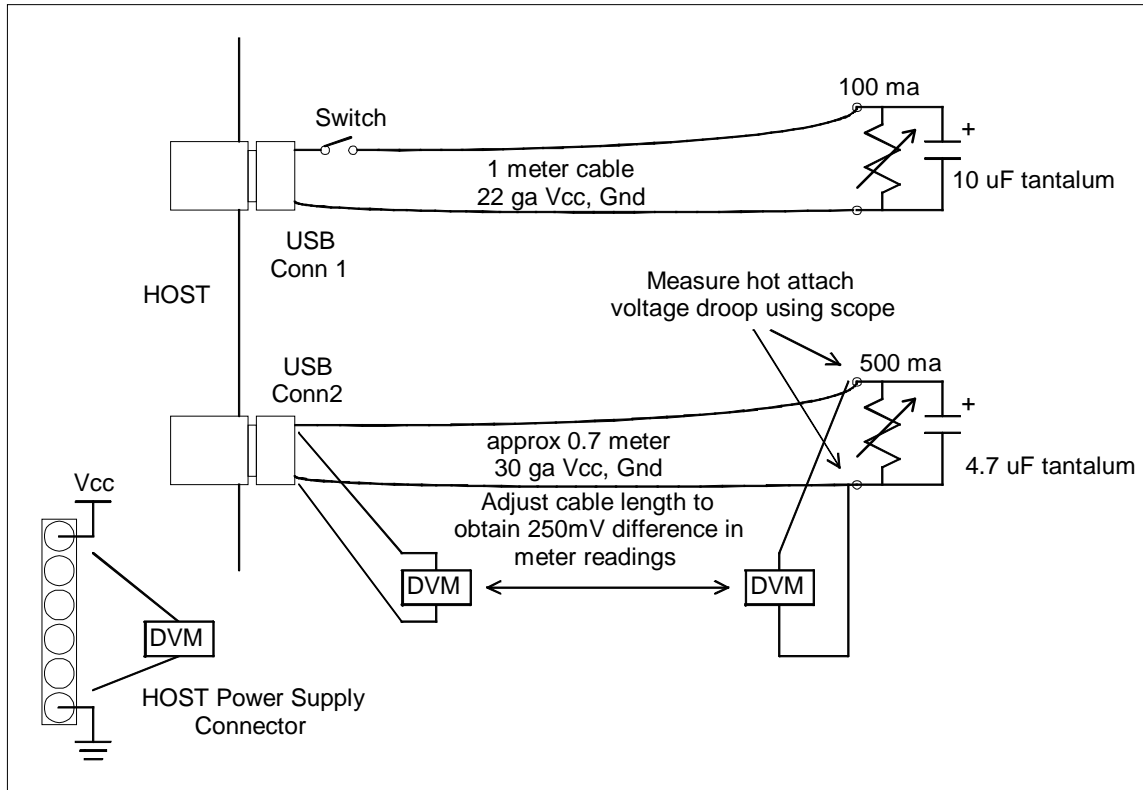 100 ma
Switch
+
1 meter cable
22 ga Vcc, Gnd
10 uF tantalum
USB
Conn 1
HOST
Measure hot attach
voltage droop using scope
USB
Conn2
500 ma
+
approx 0.7 meter
30 ga Vcc, Gnd
4.7 uF tantalum
Adjust cable length to
obtain 250mV difference in
meter readings
Vcc
DVM
DVM
DVM
HOST Power Supply
Connector